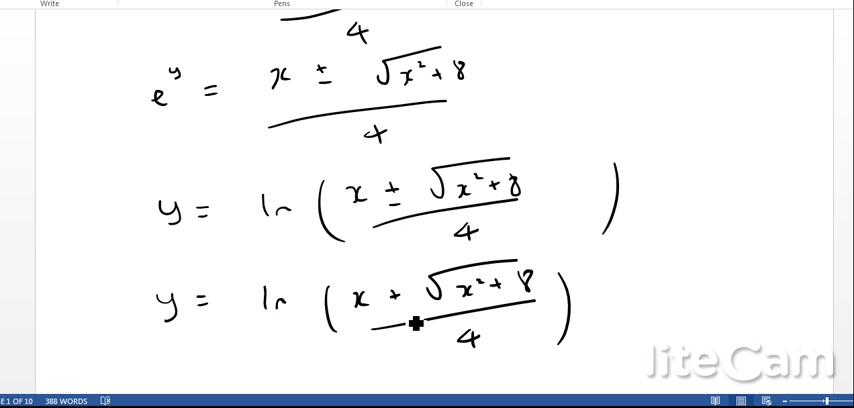 Write Pens Close
4
e^y = x ± √(x² + 8)
4
y = ln ( x ± √(x² + 8) )
4
y = ln ( x + √(x² + 8) )
4
liteCam
E 1 OF 10 388 WORDS